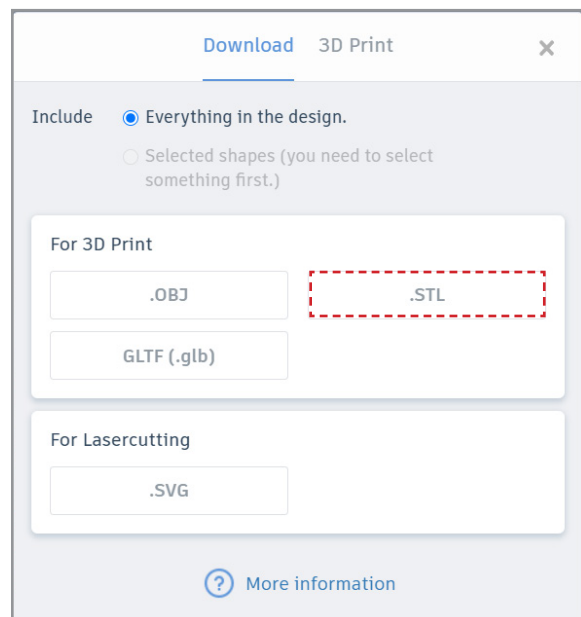 Download 3D Print ×
Include Everything in the design.
Selected shapes (you need to select
something first.)
For 3D Print
.OBJ .STL
GLTF (.glb)
For Lasercutting
.SVG
? More information